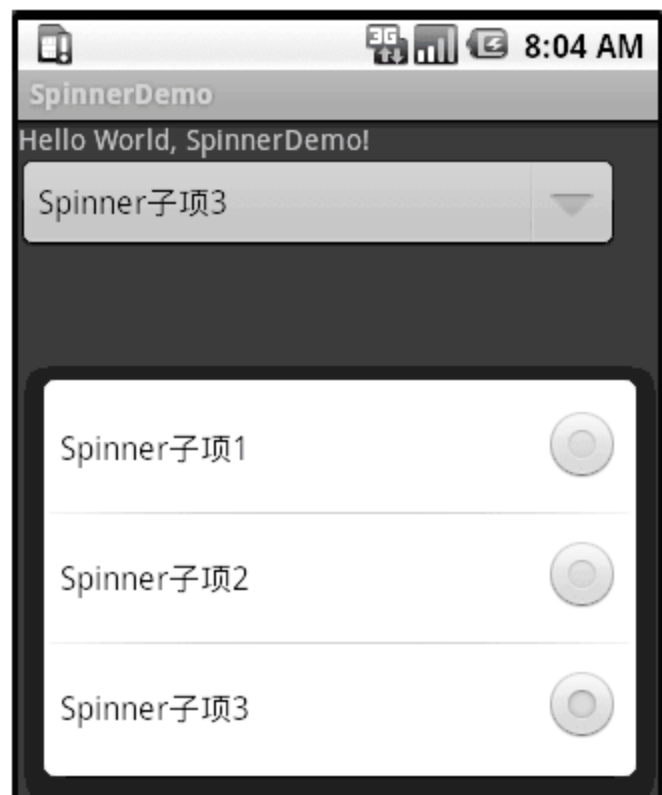 3G 8:04 AM
SpinnerDemo
Hello World, SpinnerDemo!
Spinner子项3
Spinner子项1
Spinner子项2
Spinner子项3